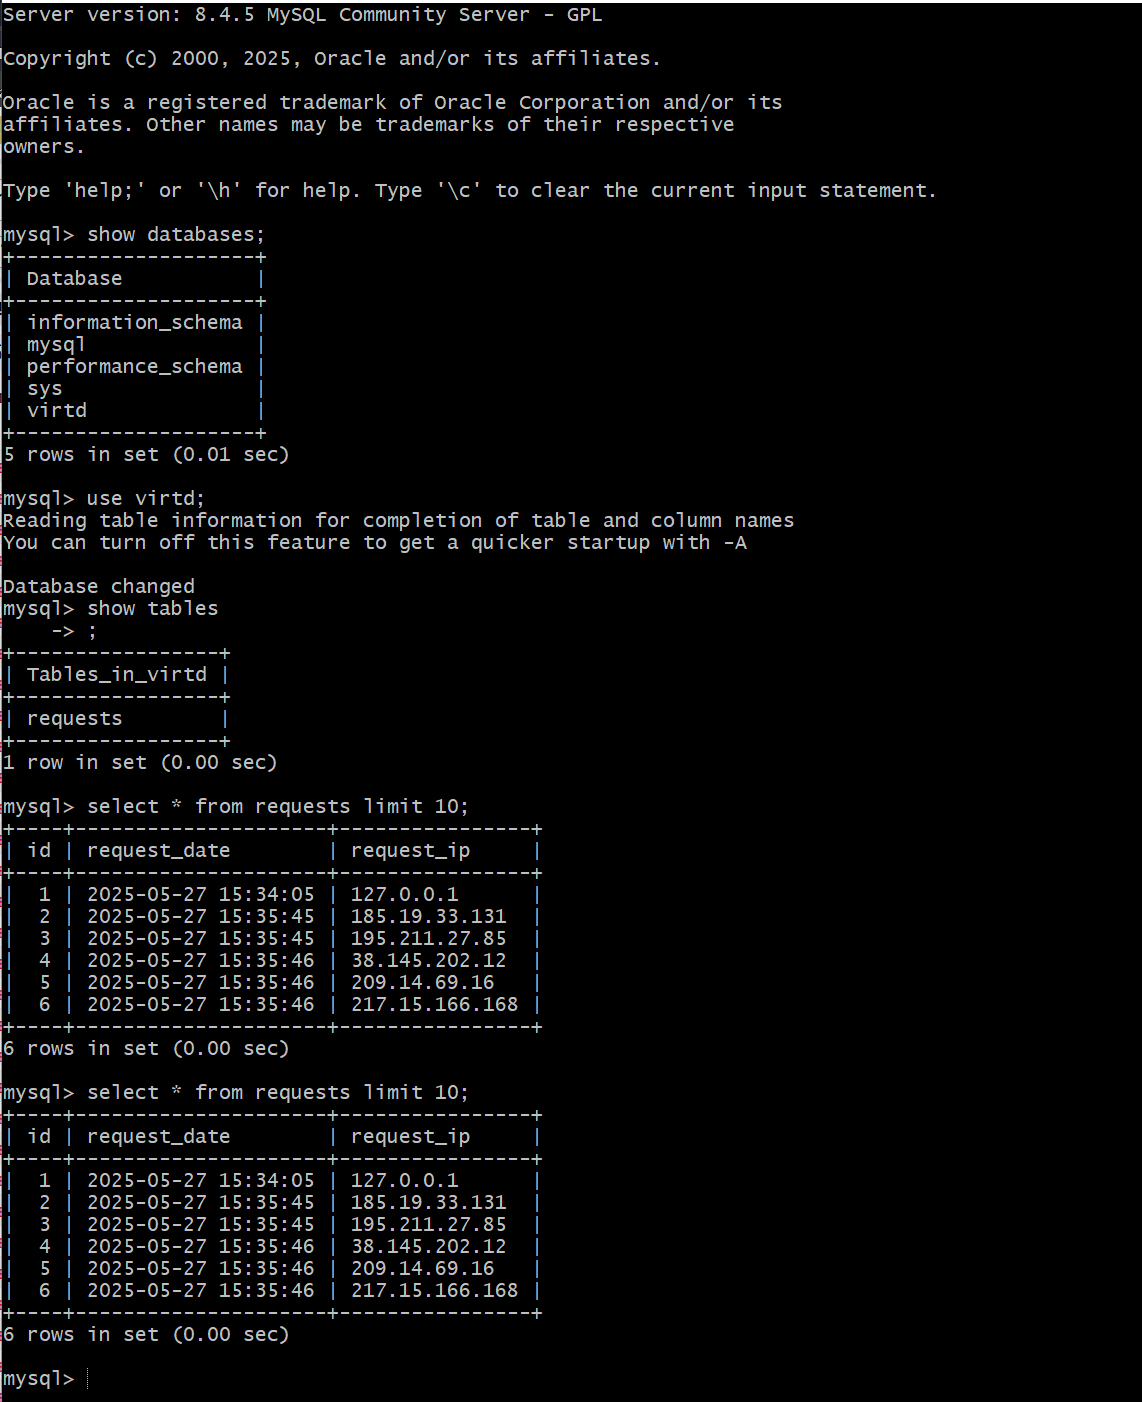 Server version: 8.4.5 MySQL Community Server - GPL
Copyright (c) 2000, 2025, Oracle and/or its affiliates.
Oracle is a registered trademark of Oracle Corporation and/or its
affiliates. Other names may be trademarks of their respective
owners.
Type 'help;' or '\h' for help. Type '\c' to clear the current input statement.
mysql> show databases;
+--------------------+
| Database           |
+--------------------+
| information_schema |
| mysql              |
| performance_schema |
| sys                |
| virtd              |
+--------------------+
5 rows in set (0.01 sec)
mysql> use virtd;
Reading table information for completion of table and column names
You can turn off this feature to get a quicker startup with -A
Database changed
mysql> show tables
    -> ;
+-----------------+
| Tables_in_virtd |
+-----------------+
| requests        |
+-----------------+
1 row in set (0.00 sec)
mysql> select * from requests limit 10;
+----+---------------------+----------------+
| id | request_date        | request_ip     |
+----+---------------------+----------------+
|  1 | 2025-05-27 15:34:05 | 127.0.0.1      |
|  2 | 2025-05-27 15:35:45 | 185.19.33.131  |
|  3 | 2025-05-27 15:35:45 | 195.211.27.85  |
|  4 | 2025-05-27 15:35:46 | 38.145.202.12  |
|  5 | 2025-05-27 15:35:46 | 209.14.69.16   |
|  6 | 2025-05-27 15:35:46 | 217.15.166.168 |
+----+---------------------+----------------+
6 rows in set (0.00 sec)
mysql> select * from requests limit 10;
+----+---------------------+----------------+
| id | request_date        | request_ip     |
+----+---------------------+----------------+
|  1 | 2025-05-27 15:34:05 | 127.0.0.1      |
|  2 | 2025-05-27 15:35:45 | 185.19.33.131  |
|  3 | 2025-05-27 15:35:45 | 195.211.27.85  |
|  4 | 2025-05-27 15:35:46 | 38.145.202.12  |
|  5 | 2025-05-27 15:35:46 | 209.14.69.16   |
|  6 | 2025-05-27 15:35:46 | 217.15.166.168 |
+----+---------------------+----------------+
6 rows in set (0.00 sec)
mysql>